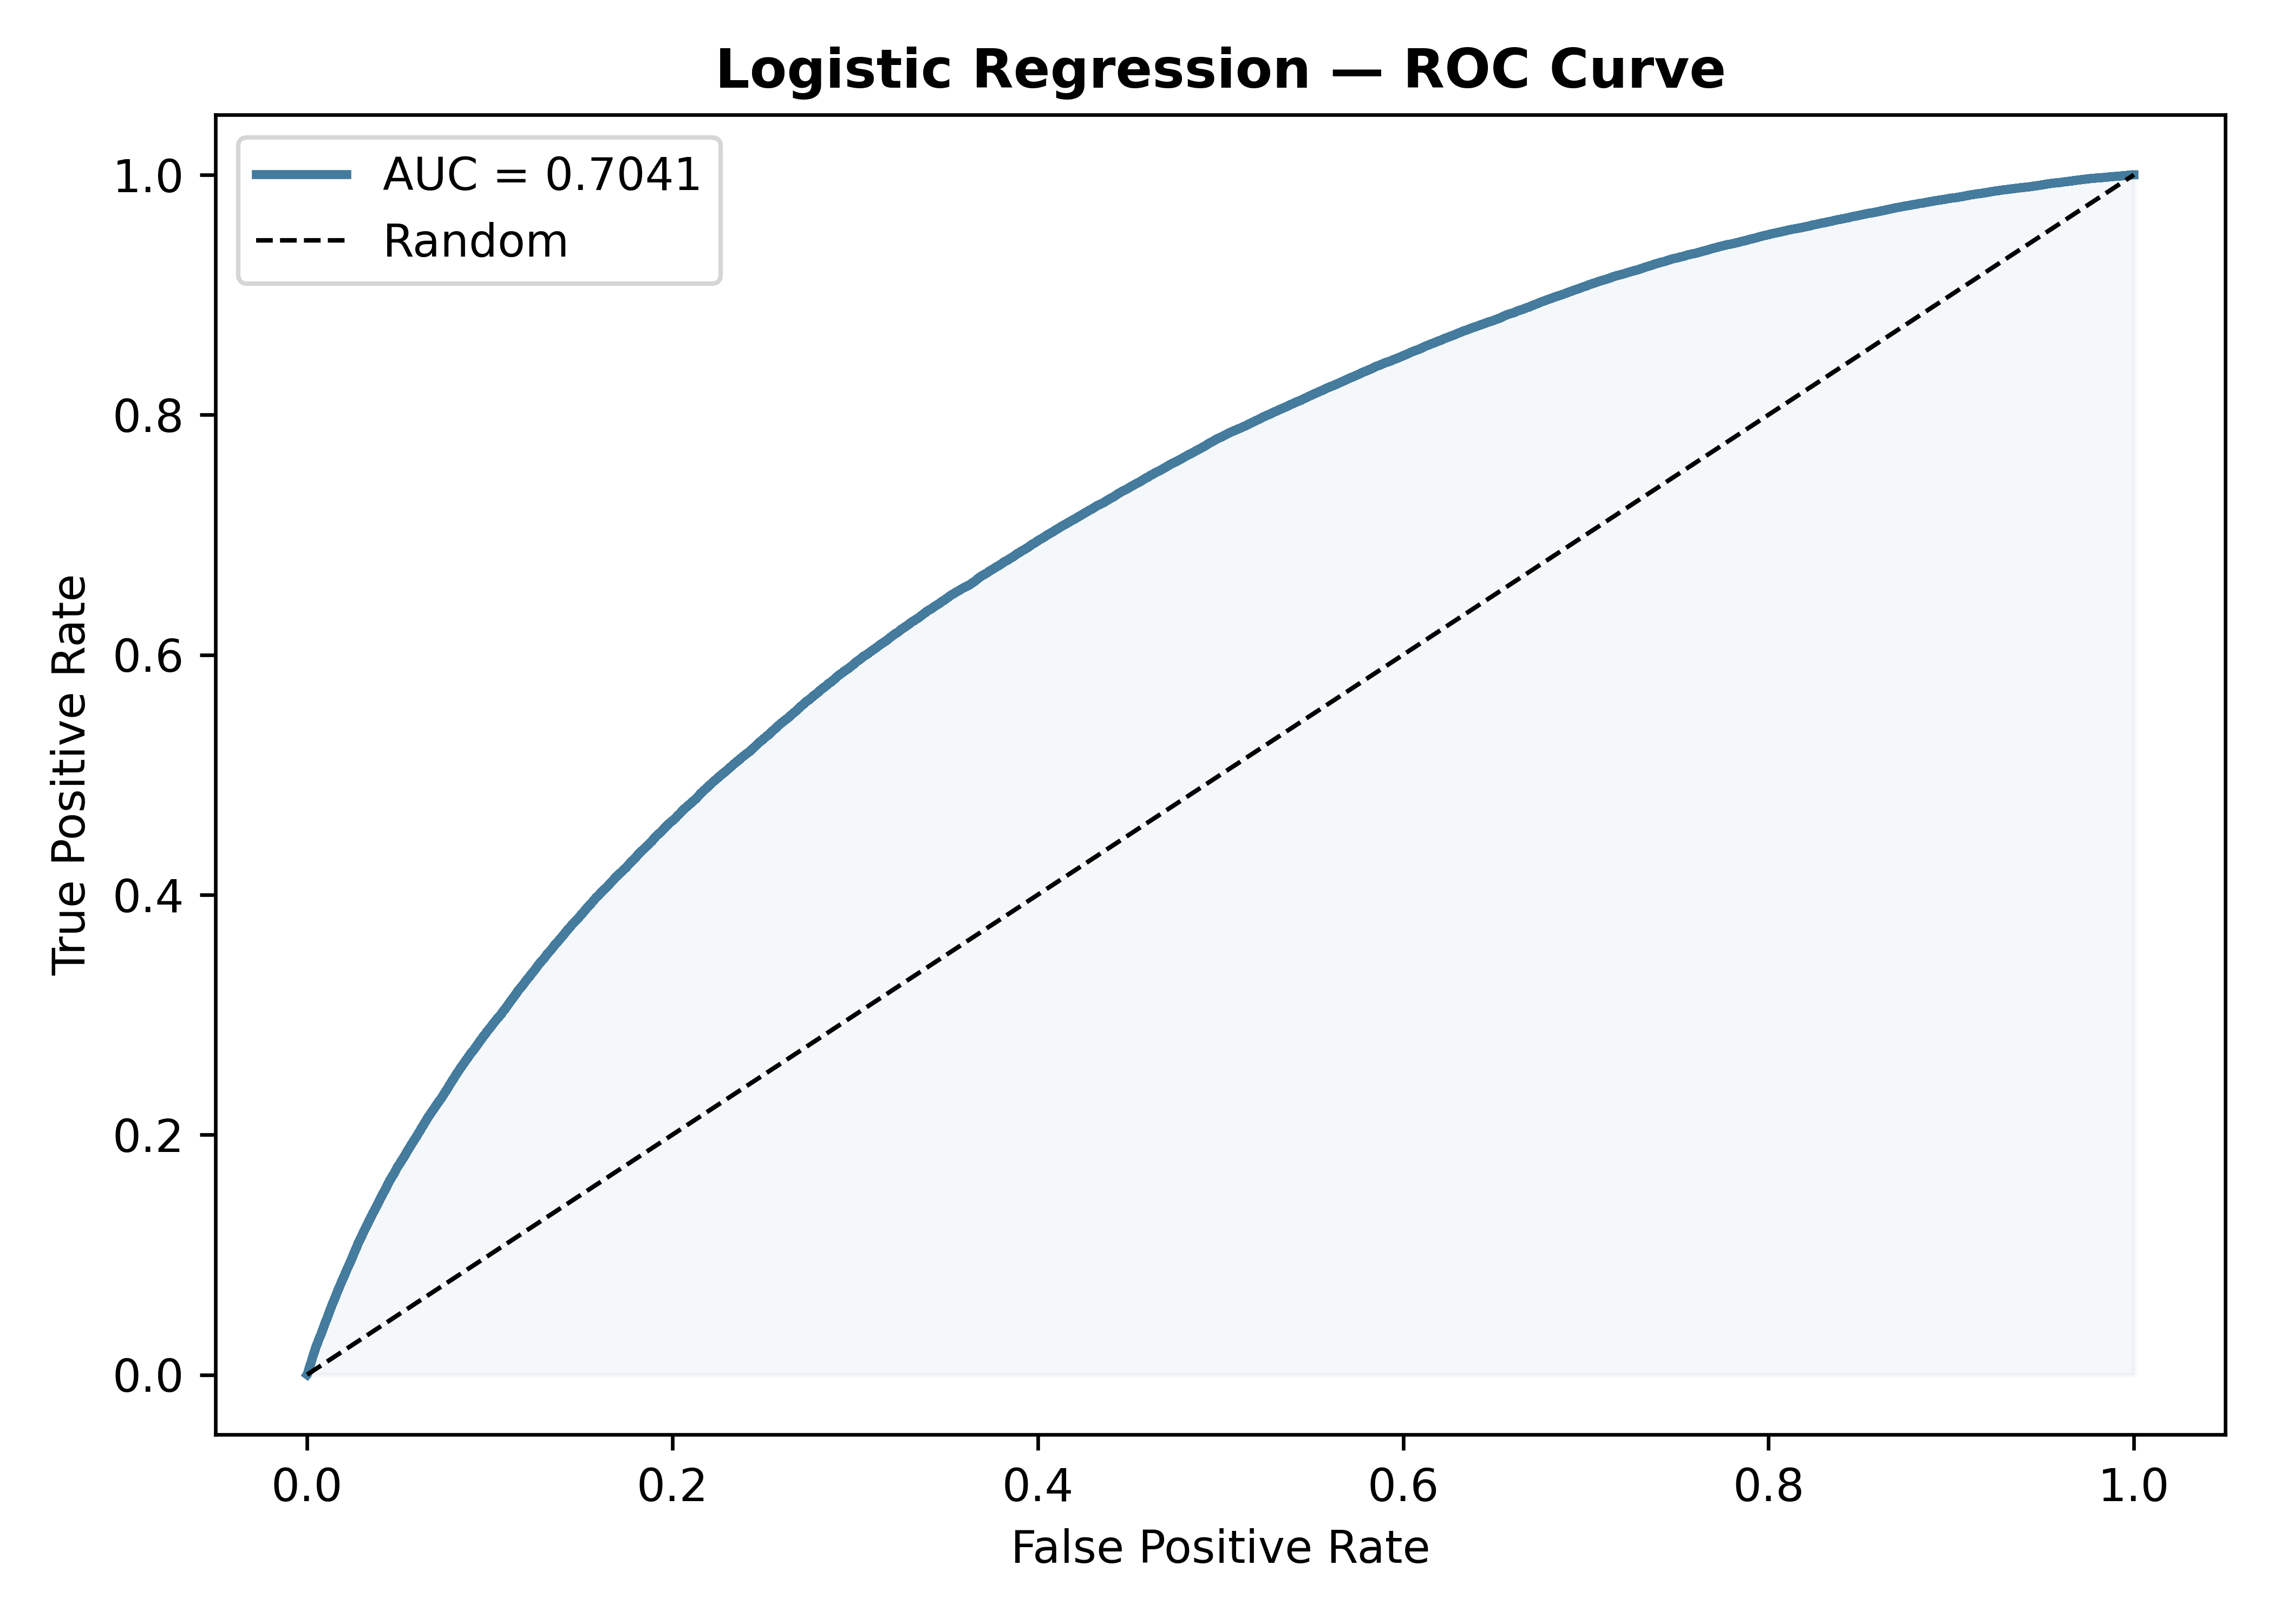 Logistic Regression — ROC Curve
AUC = 0.7041
Random
True Positive Rate
1.0
0.8
0.6
0.4
0.2
0.0
0.0 0.2 0.4 0.6 0.8 1.0
False Positive Rate